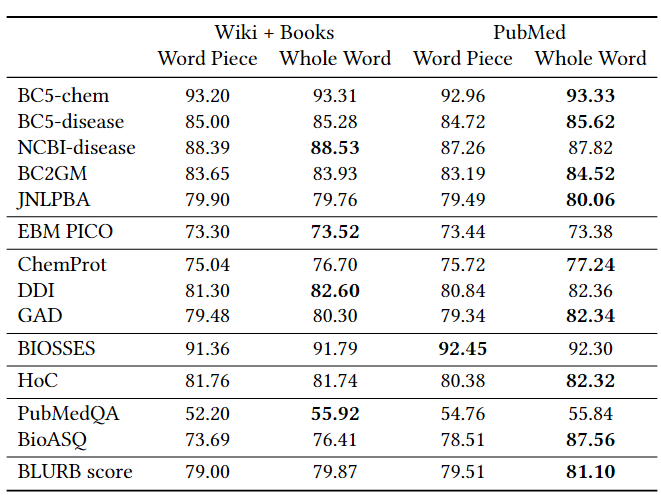 Wiki + Books PubMed
Word Piece Whole Word Word Piece Whole Word
BC5-chem 93.20 93.31 92.96 93.33
BC5-disease 85.00 85.28 84.72 85.62
NCBI-disease 88.39 88.53 87.26 87.82
BC2GM 83.65 83.93 83.19 84.52
JNLPBA 79.90 79.76 79.49 80.06
EBM PICO 73.30 73.52 73.44 73.38
ChemProt 75.04 76.70 75.72 77.24
DDI 81.30 82.60 80.84 82.36
GAD 79.48 80.30 79.34 82.34
BIOSSES 91.36 91.79 92.45 92.30
HoC 81.76 81.74 80.38 82.32
PubMedQA 52.20 55.92 54.76 55.84
BioASQ 73.69 76.41 78.51 87.56
BLURB score 79.00 79.87 79.51 81.10